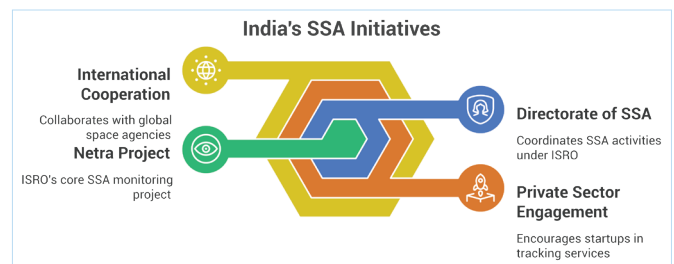 India's SSA Initiatives
International
Cooperation
Collaborates with global
space agencies
Netra Project
ISRO's core SSA monitoring
project
Directorate of SSA
Coordinates SSA activities
under ISRO
Private Sector
Engagement
Encourages startups in
tracking services